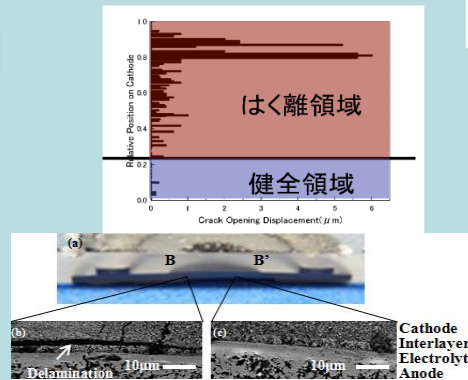 1.0
0.8
0.6
0.4
0.2
0.0
Relative Position on Cathode
はく離領域
健全領域
0 1 2 3 4 5 6
Crack Opening Displacement(μm)
(a)
B B'
(b)
Delamination
10μm
(c)
10μm
Cathode
Interlayer
Electrolyt
Anode